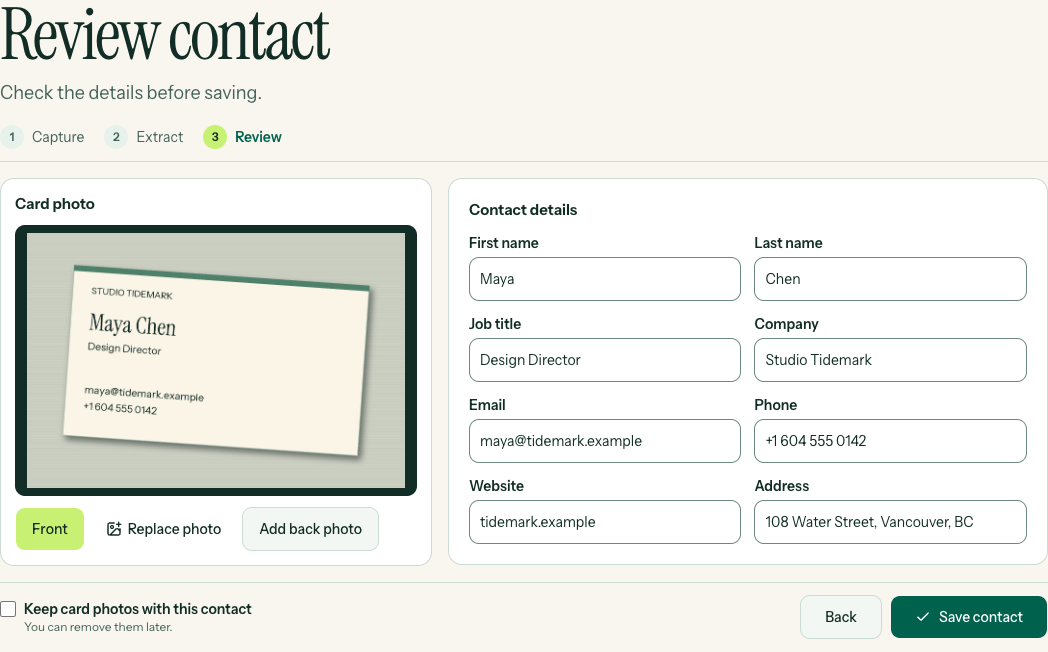 Review contact
Check the details before saving.
1 Capture 2 Extract 3 Review
Card photo
STUDIO TIDEMARK
Maya Chen
Design Director
maya@tidemark.example
+1 604 555 0142
Front Replace photo Add back photo
Contact details
First name Last name
Maya Chen
Job title Company
Design Director Studio Tidemark
Email Phone
maya@tidemark.example +1 604 555 0142
Website Address
tidemark.example 108 Water Street, Vancouver, BC
Keep card photos with this contact
You can remove them later.
Back Save contact